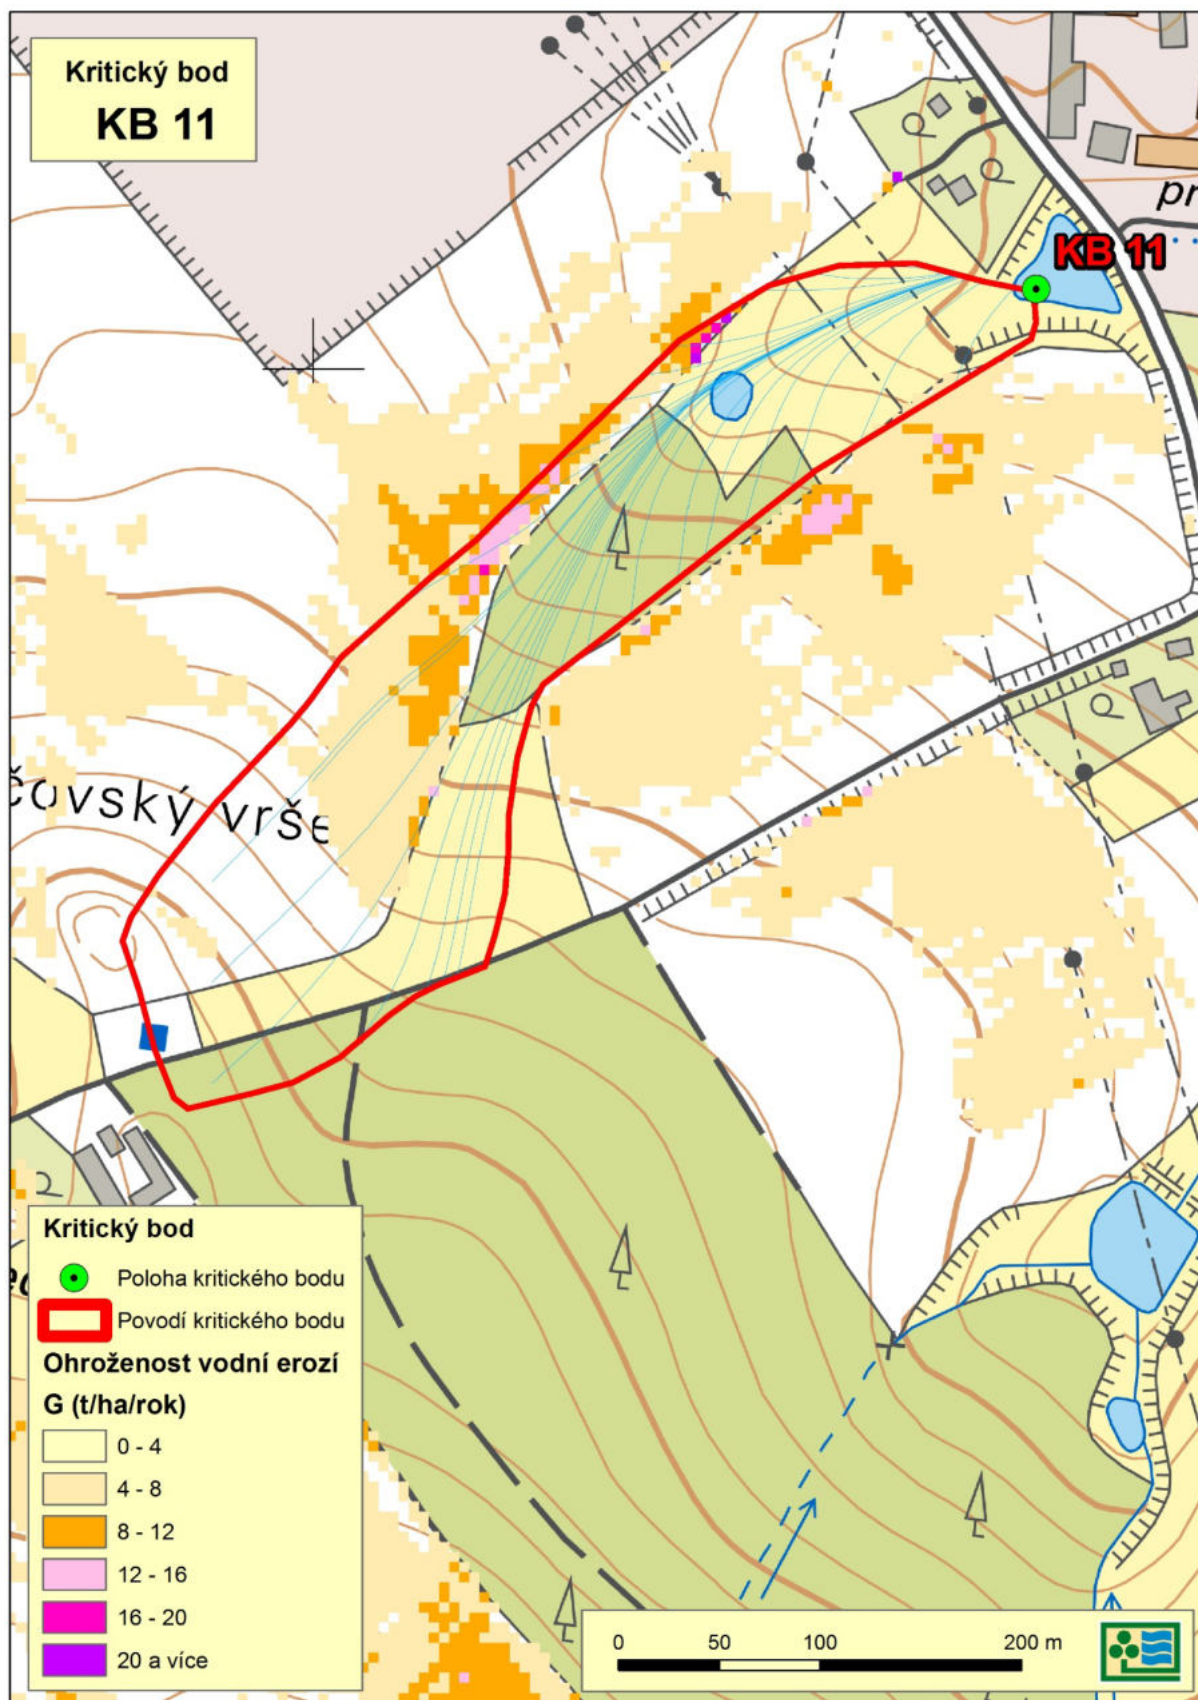 Kritický bod
KB 11
pr
KB 11
čovský vrše
Kritický bod
Poloha kritického bodu
Povodí kritického bodu
Ohroženost vodní erozí
G (t/ha/rok)
0 - 4
4 - 8
8 - 12
12 - 16
16 - 20
20 a více
0 50 100 200 m